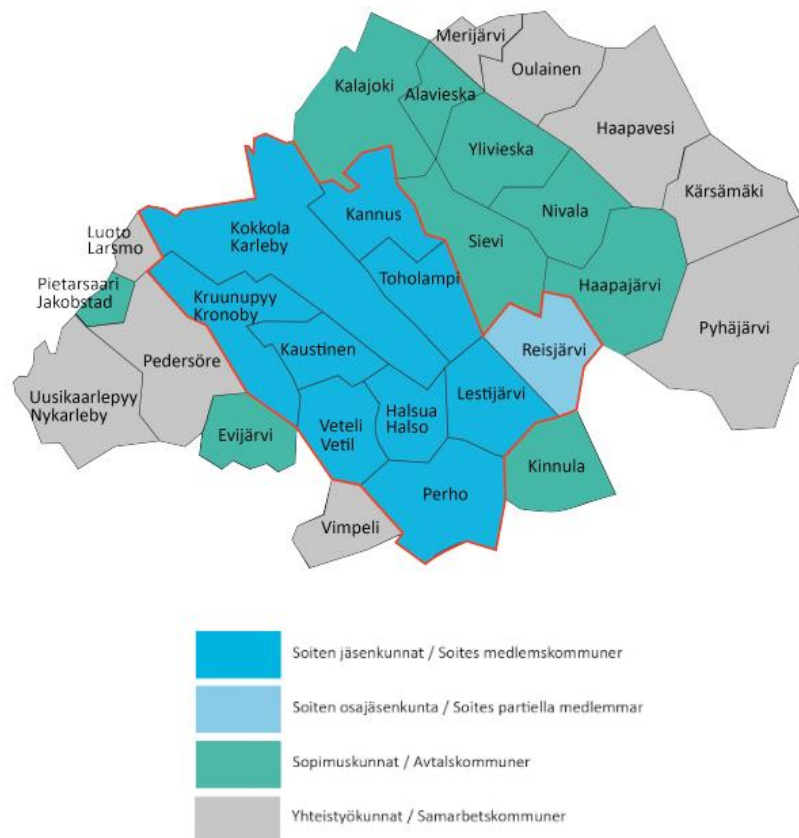 Merijärvi
Oulainen
Kalajoki
Alavieska
Haapavesi
Ylivieska
Kärsämäki
Kannus
Nivala
Luoto
Larsmo
Kokkola
Karleby
Sievi
Toholampi
Haapajärvi
Pietarsaari
Jakobstad
Kruunupyy
Kronoby
Pyhäjärvi
Kaustinen
Reisjärvi
Pedersöre
Uusikaarlepyy
Nykarleby
Lestijärvi
Halsua
Halso
Veteli
Vetil
Evijärvi
Kinnula
Perho
Vimpeli
Soiten jäsenkunnat / Soites medlemskommuner
Soiten osajäsenkunta / Soites partiella medlemmar
Sopimuskunnat / Avtalskommuner
Yhteistyökunnat / Samarbetskommuner